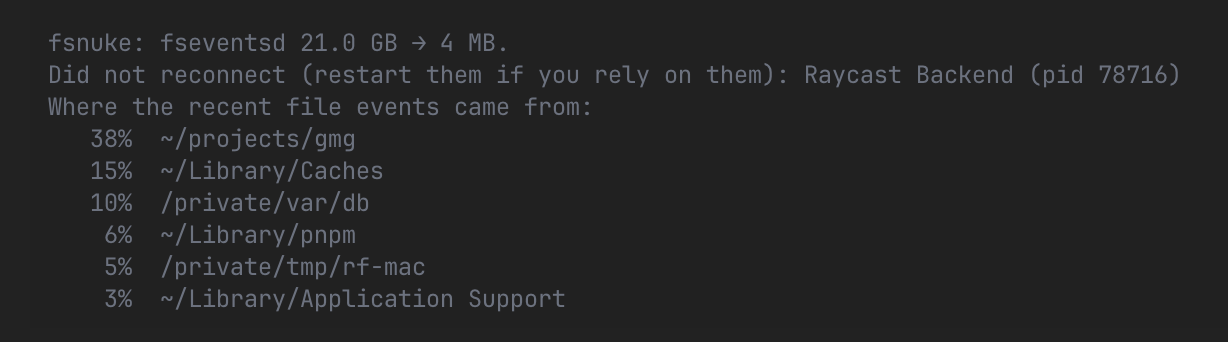 fsnuke: fseventsd 21.0 GB → 4 MB.
Did not reconnect (restart them if you rely on them): Raycast Backend (pid 78716)
Where the recent file events came from:
38% ~/projects/gmg
15% ~/Library/Caches
10% /private/var/db
6% ~/Library/pnpm
5% /private/tmp/rf-mac
3% ~/Library/Application Support